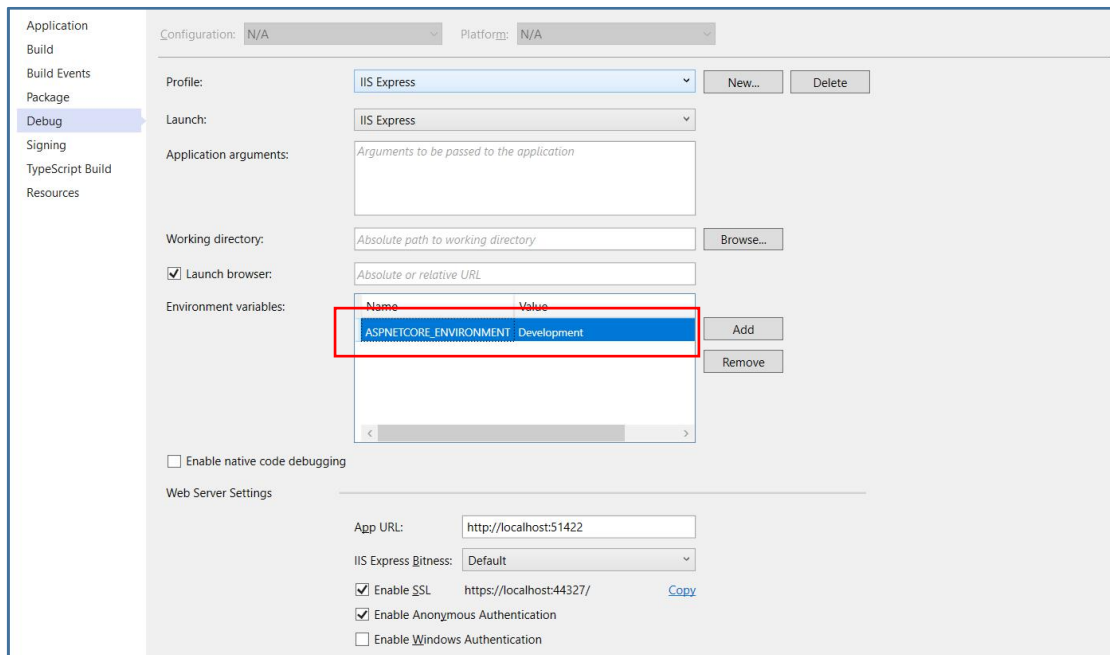 Application
Build
Build Events
Package
Debug
Signing
TypeScript Build
Resources
Configuration: N/A Platform: N/A
Profile: IIS Express New... Delete
Launch: IIS Express
Application arguments: Arguments to be passed to the application
Working directory: Absolute path to working directory Browse...
Launch browser: Absolute or relative URL
Environment variables: Name Value
ASPNETCORE_ENVIRONMENT Development Add
Remove
Enable native code debugging
Web Server Settings
App URL: http://localhost:51422
IIS Express Bitness: Default
Enable SSL https://localhost:44327/ Copy
Enable Anonymous Authentication
Enable Windows Authentication